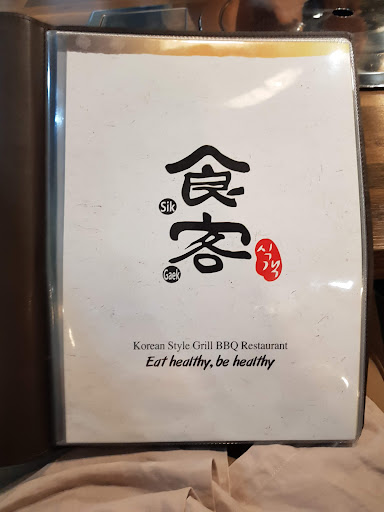 食
Sik
客
Gaek
식객
Korean Style Grill BBQ Restaurant
Eat healthy, be healthy